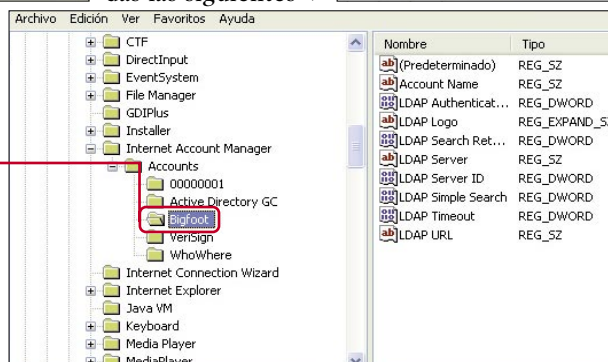 das las siguientes
Archivo Edición Ver Favoritos Ayuda
CTF
DirectInput
EventSystem
File Manager
GDIPlus
Installer
Internet Account Manager
Accounts
00000001
Active Directory GC
Bigfoot
VeriSign
WhoWhere
Internet Connection Wizard
Internet Explorer
Java VM
Keyboard
Media Player
MediaPlayer
Nombre Tipo
(Predeterminado) REG_SZ
Account Name REG_SZ
LDAP Authenticat... REG_DWORD
LDAP Logo REG_EXPAND_SZ
LDAP Search Ret... REG_DWORD
LDAP Server REG_SZ
LDAP Server ID REG_DWORD
LDAP Simple Search REG_DWORD
LDAP Timeout REG_DWORD
LDAP URL REG_SZ